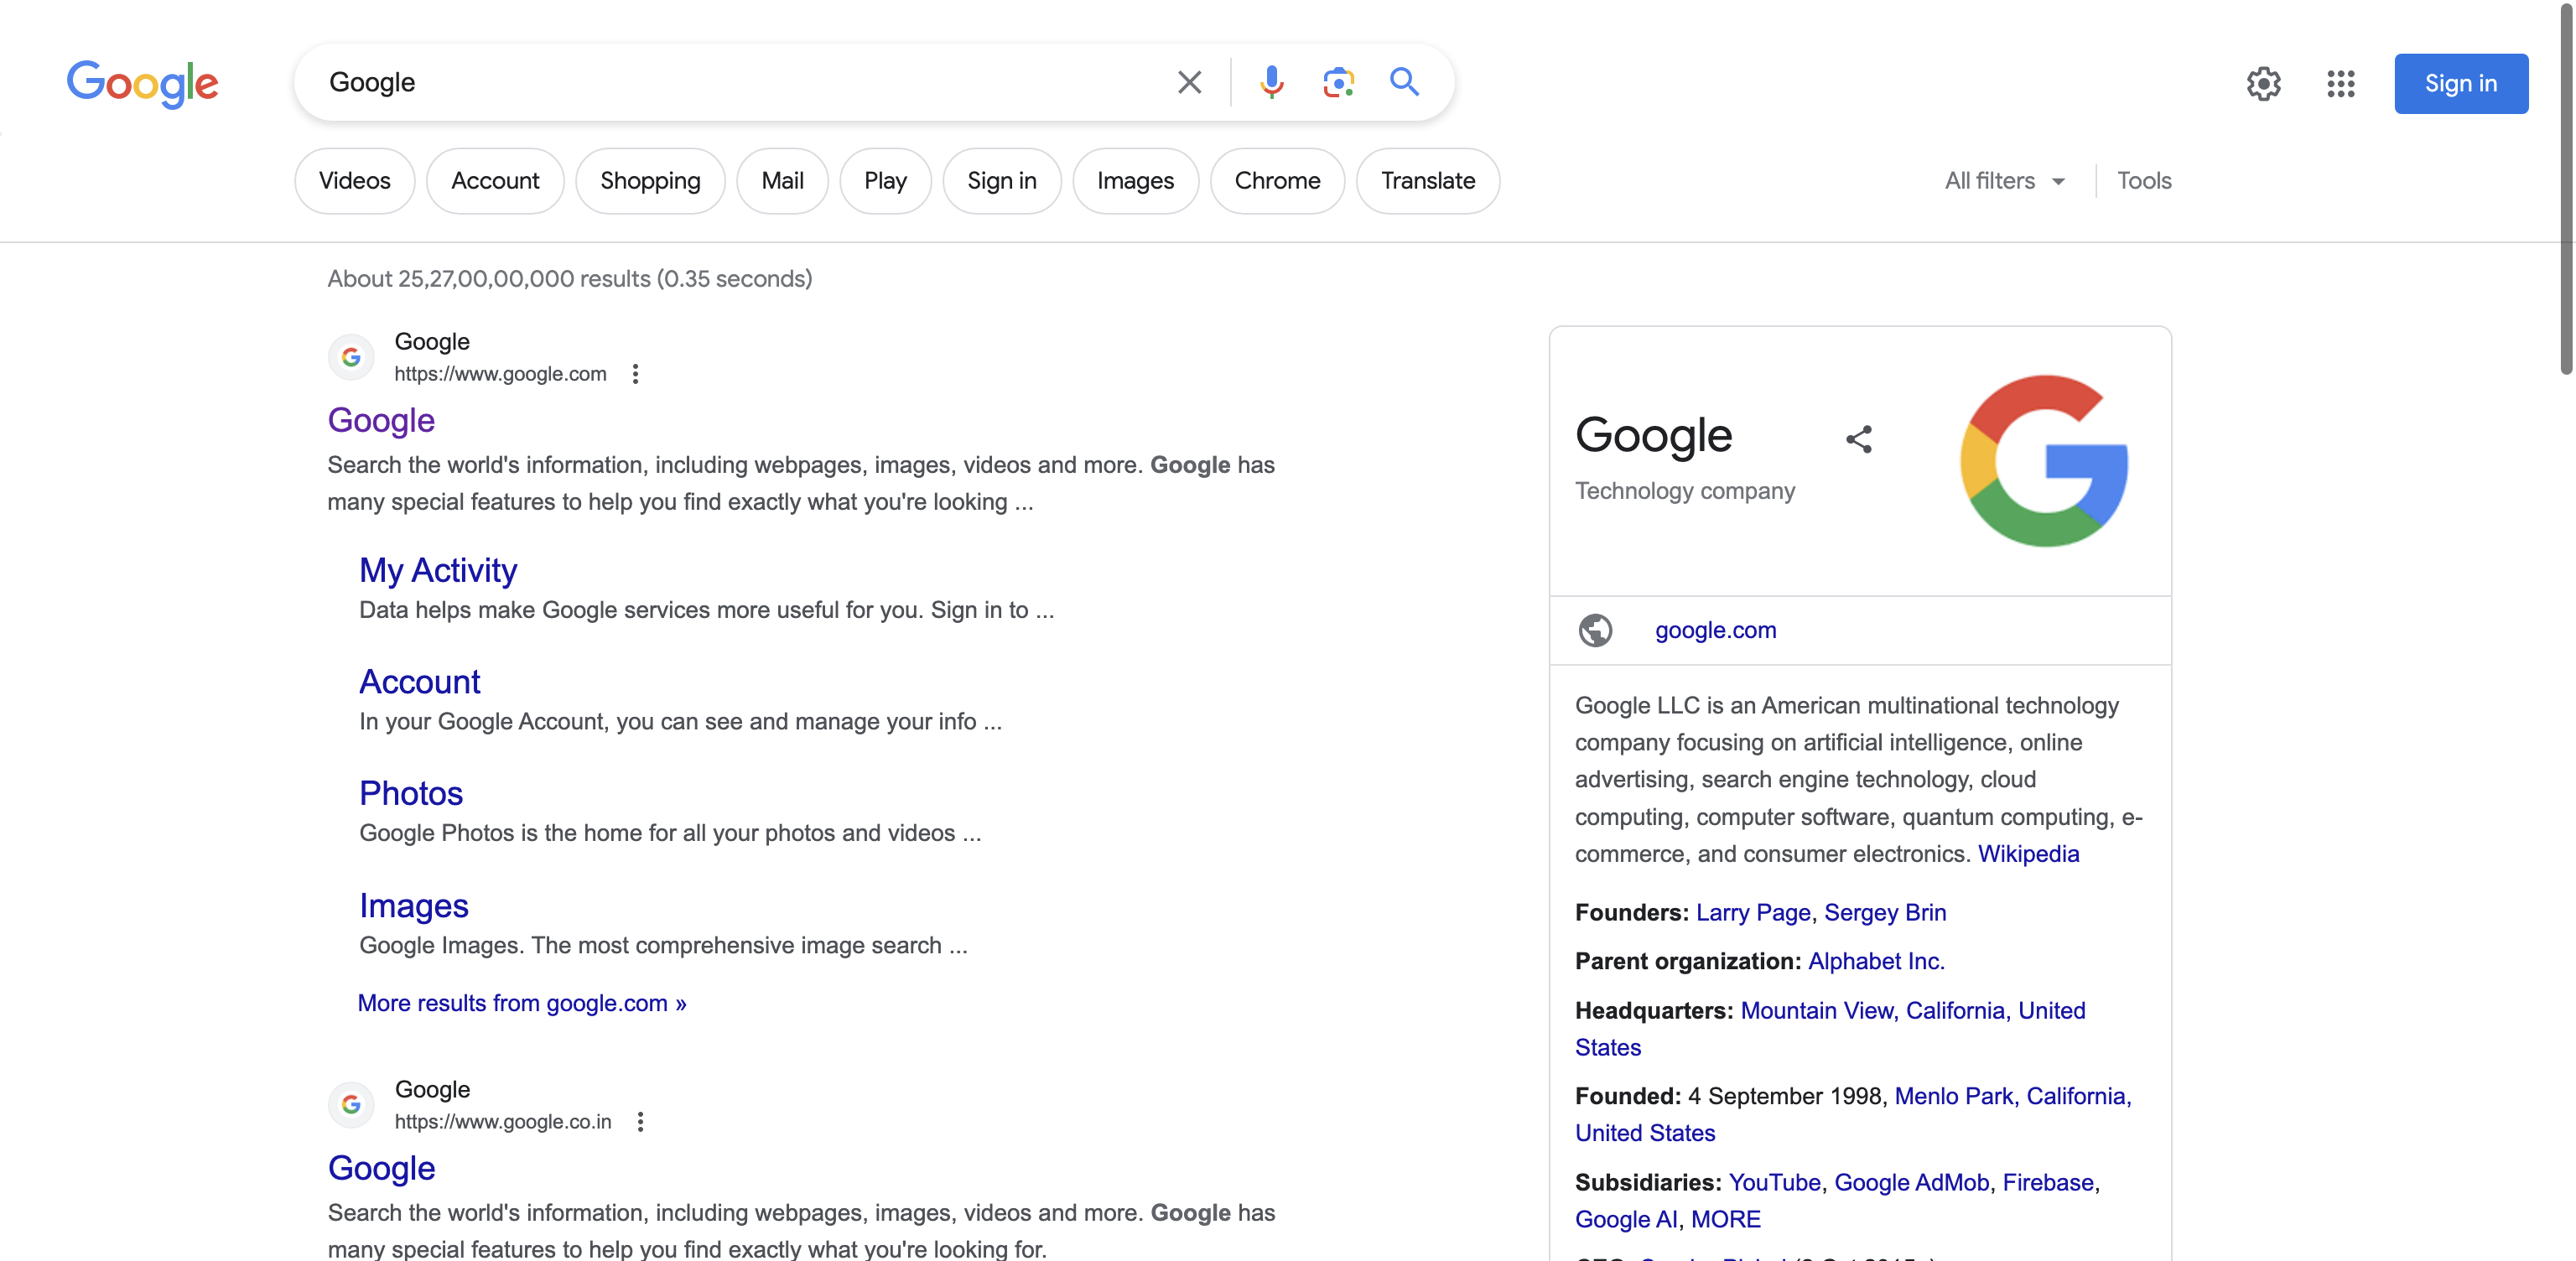 Google
Google
Sign in
Videos
Account
Shopping
Mail
Play
Sign in
Images
Chrome
Translate
All filters
Tools
About 25,27,00,00,000 results (0.35 seconds)
Google
https://www.google.com
Google
Search the world's information, including webpages, images, videos and more. Google has
many special features to help you find exactly what you're looking ...
My Activity
Data helps make Google services more useful for you. Sign in to ...
Account
In your Google Account, you can see and manage your info ...
Photos
Google Photos is the home for all your photos and videos ...
Images
Google Images. The most comprehensive image search ...
More results from google.com »
Google
https://www.google.co.in
Google
Search the world's information, including webpages, images, videos and more. Google has
many special features to help you find exactly what you're looking for.
Google
Technology company
google.com
Google LLC is an American multinational technology
company focusing on artificial intelligence, online
advertising, search engine technology, cloud
computing, computer software, quantum computing, e-
commerce, and consumer electronics. Wikipedia
Founders: Larry Page, Sergey Brin
Parent organization: Alphabet Inc.
Headquarters: Mountain View, California, United
States
Founded: 4 September 1998, Menlo Park, California,
United States
Subsidiaries: YouTube, Google AdMob, Firebase,
Google AI, MORE